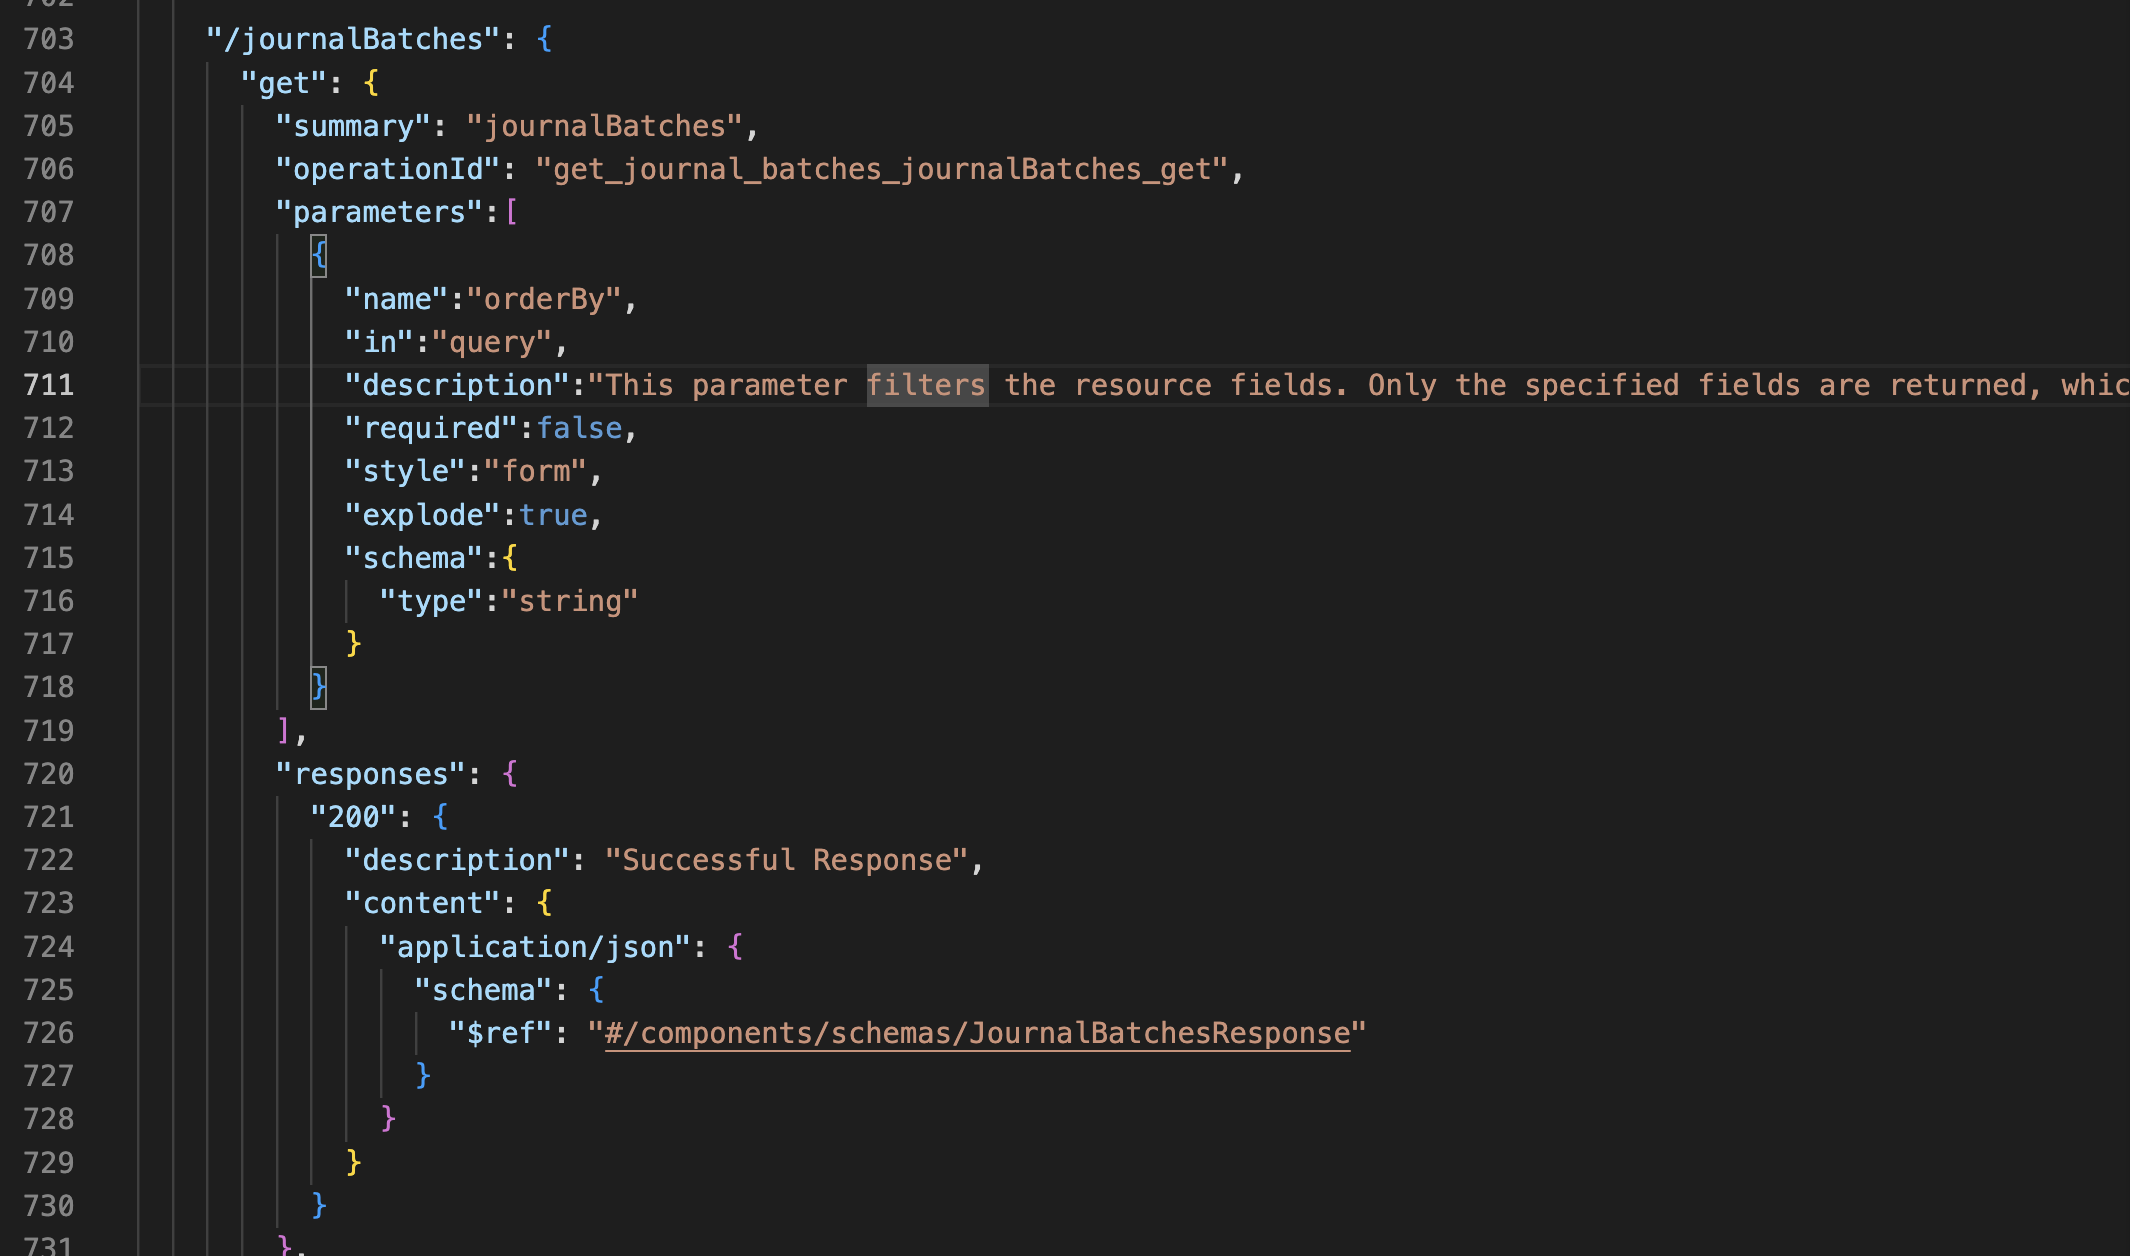 702
703 "/journalBatches": {
704 "get": {
705 "summary": "journalBatches",
706 "operationId": "get_journal_batches_journalBatches_get",
707 "parameters":[
708 {
709 "name":"orderBy",
710 "in":"query",
711 "description":"This parameter filters the resource fields. Only the specified fields are returned, whic
712 "required":false,
713 "style":"form",
714 "explode":true,
715 "schema":{
716 "type":"string"
717 }
718 }
719 ],
720 "responses": {
721 "200": {
722 "description": "Successful Response",
723 "content": {
724 "application/json": {
725 "schema": {
726 "$ref": "#/components/schemas/JournalBatchesResponse"
727 }
728 }
729 }
730 }
731 },